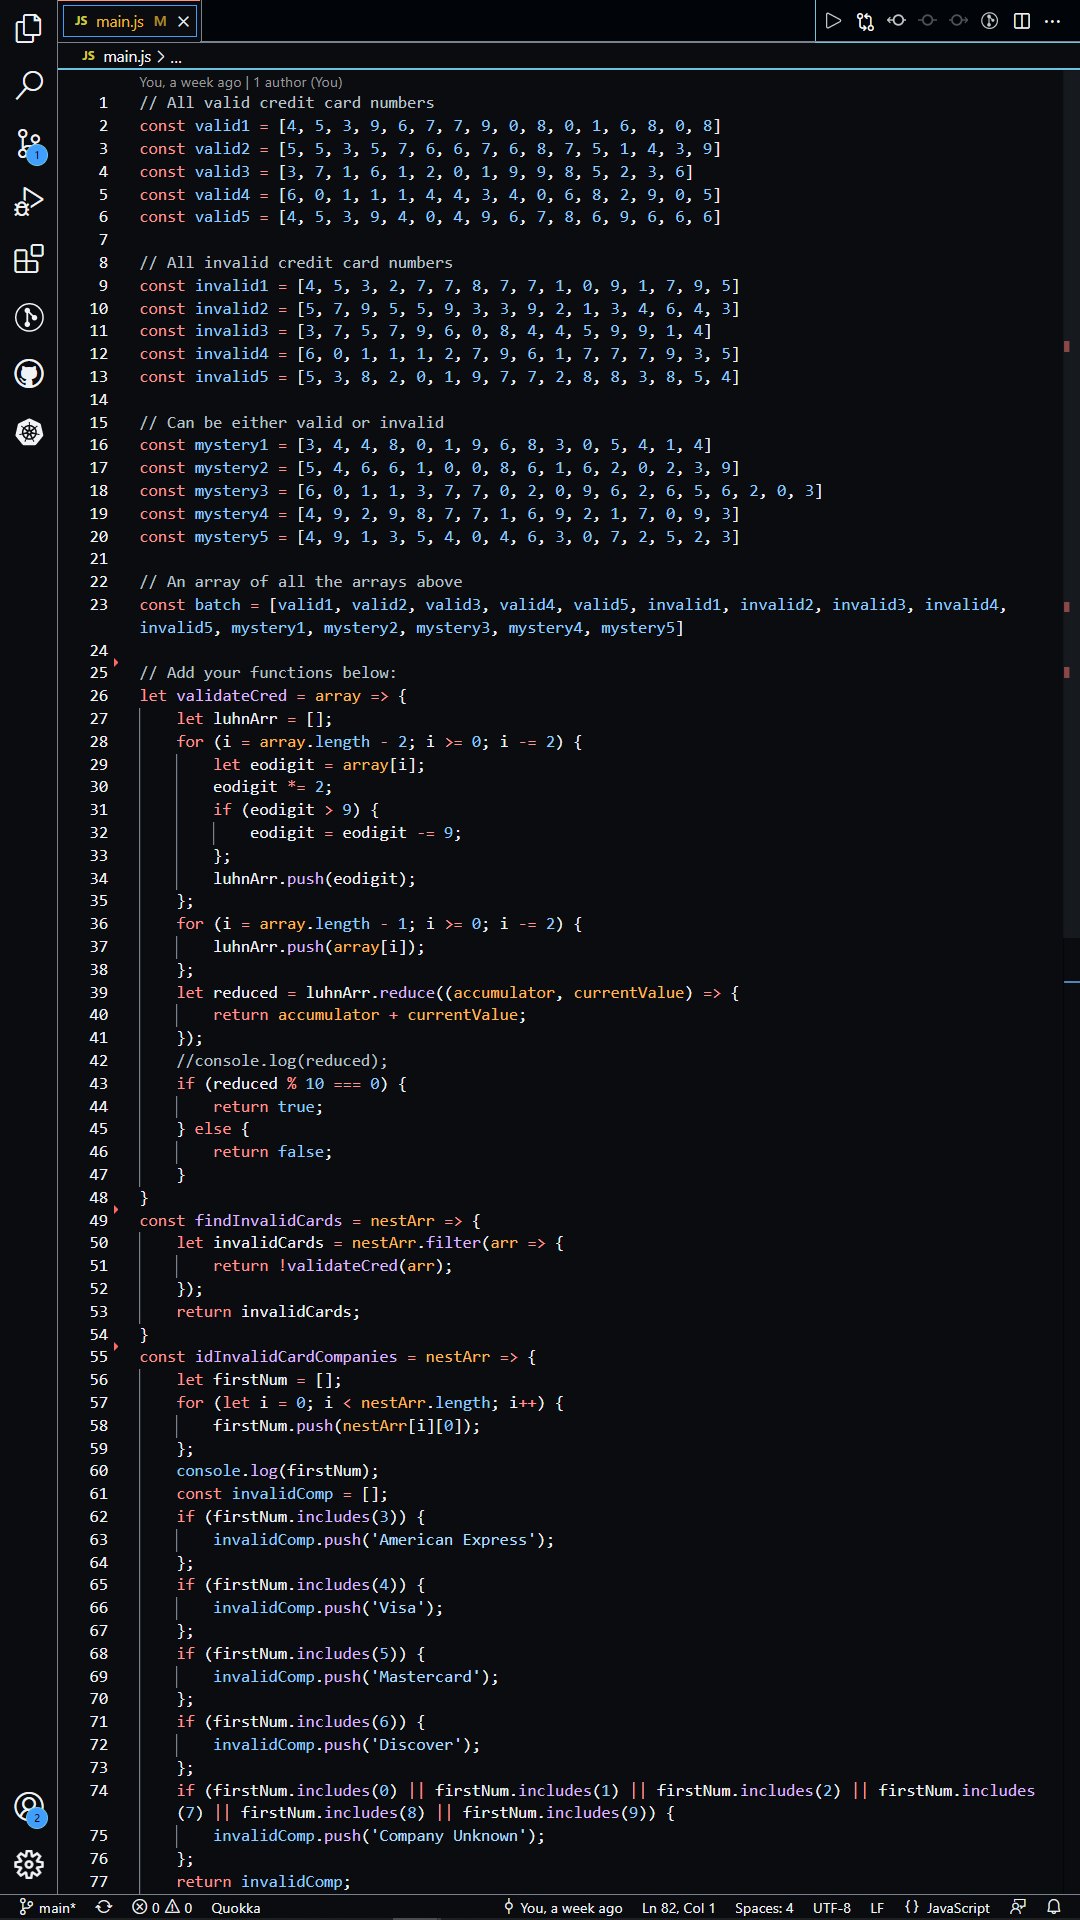 JS main.js M ×
JS main.js > ...
You, a week ago | 1 author (You)
1 // All valid credit card numbers
2 const valid1 = [4, 5, 3, 9, 6, 7, 7, 9, 0, 8, 0, 1, 6, 8, 0, 8]
3 const valid2 = [5, 5, 3, 5, 7, 6, 6, 7, 6, 8, 7, 5, 1, 4, 3, 9]
4 const valid3 = [3, 7, 1, 6, 1, 2, 0, 1, 9, 9, 8, 5, 2, 3, 6]
5 const valid4 = [6, 0, 1, 1, 1, 4, 4, 3, 4, 0, 6, 8, 2, 9, 0, 5]
6 const valid5 = [4, 5, 3, 9, 4, 0, 4, 9, 6, 7, 8, 6, 9, 6, 6, 6]
7
8 // All invalid credit card numbers
9 const invalid1 = [4, 5, 3, 2, 7, 7, 8, 7, 7, 1, 0, 9, 1, 7, 9, 5]
10 const invalid2 = [5, 7, 9, 5, 5, 9, 3, 3, 9, 2, 1, 3, 4, 6, 4, 3]
11 const invalid3 = [3, 7, 5, 7, 9, 6, 0, 8, 4, 4, 5, 9, 9, 1, 4]
12 const invalid4 = [6, 0, 1, 1, 1, 2, 7, 9, 6, 1, 7, 7, 7, 9, 3, 5]
13 const invalid5 = [5, 3, 8, 2, 0, 1, 9, 7, 7, 2, 8, 8, 3, 8, 5, 4]
14
15 // Can be either valid or invalid
16 const mystery1 = [3, 4, 4, 8, 0, 1, 9, 6, 8, 3, 0, 5, 4, 1, 4]
17 const mystery2 = [5, 4, 6, 6, 1, 0, 0, 8, 6, 1, 6, 2, 0, 2, 3, 9]
18 const mystery3 = [6, 0, 1, 1, 3, 7, 7, 0, 2, 0, 9, 6, 2, 6, 5, 6, 2, 0, 3]
19 const mystery4 = [4, 9, 2, 9, 8, 7, 7, 1, 6, 9, 2, 1, 7, 0, 9, 3]
20 const mystery5 = [4, 9, 1, 3, 5, 4, 0, 4, 6, 3, 0, 7, 2, 5, 2, 3]
21
22 // An array of all the arrays above
23 const batch = [valid1, valid2, valid3, valid4, valid5, invalid1, invalid2, invalid3, invalid4,
invalid5, mystery1, mystery2, mystery3, mystery4, mystery5]
24
25 // Add your functions below:
26 let validateCred = array => {
27 let luhnArr = [];
28 for (i = array.length - 2; i >= 0; i -= 2) {
29 let eodigit = array[i];
30 eodigit *= 2;
31 if (eodigit > 9) {
32 eodigit = eodigit -= 9;
33 };
34 luhnArr.push(eodigit);
35 };
36 for (i = array.length - 1; i >= 0; i -= 2) {
37 luhnArr.push(array[i]);
38 };
39 let reduced = luhnArr.reduce((accumulator, currentValue) => {
40 return accumulator + currentValue;
41 });
42 //console.log(reduced);
43 if (reduced % 10 === 0) {
44 return true;
45 } else {
46 return false;
47 }
48 }
49 const findInvalidCards = nestArr => {
50 let invalidCards = nestArr.filter(arr => {
51 return !validateCred(arr);
52 });
53 return invalidCards;
54 }
55 const idInvalidCardCompanies = nestArr => {
56 let firstNum = [];
57 for (let i = 0; i < nestArr.length; i++) {
58 firstNum.push(nestArr[i][0]);
59 };
60 console.log(firstNum);
61 const invalidComp = [];
62 if (firstNum.includes(3)) {
63 invalidComp.push('American Express');
64 };
65 if (firstNum.includes(4)) {
66 invalidComp.push('Visa');
67 };
68 if (firstNum.includes(5)) {
69 invalidComp.push('Mastercard');
70 };
71 if (firstNum.includes(6)) {
72 invalidComp.push('Discover');
73 };
74 if (firstNum.includes(0) || firstNum.includes(1) || firstNum.includes(2) || firstNum.includes
(7) || firstNum.includes(8) || firstNum.includes(9)) {
75 invalidComp.push('Company Unknown');
76 };
77 return invalidComp;
1
2
main* 0 0 Quokka You, a week ago Ln 82, Col 1 Spaces: 4 UTF-8 LF {} JavaScript